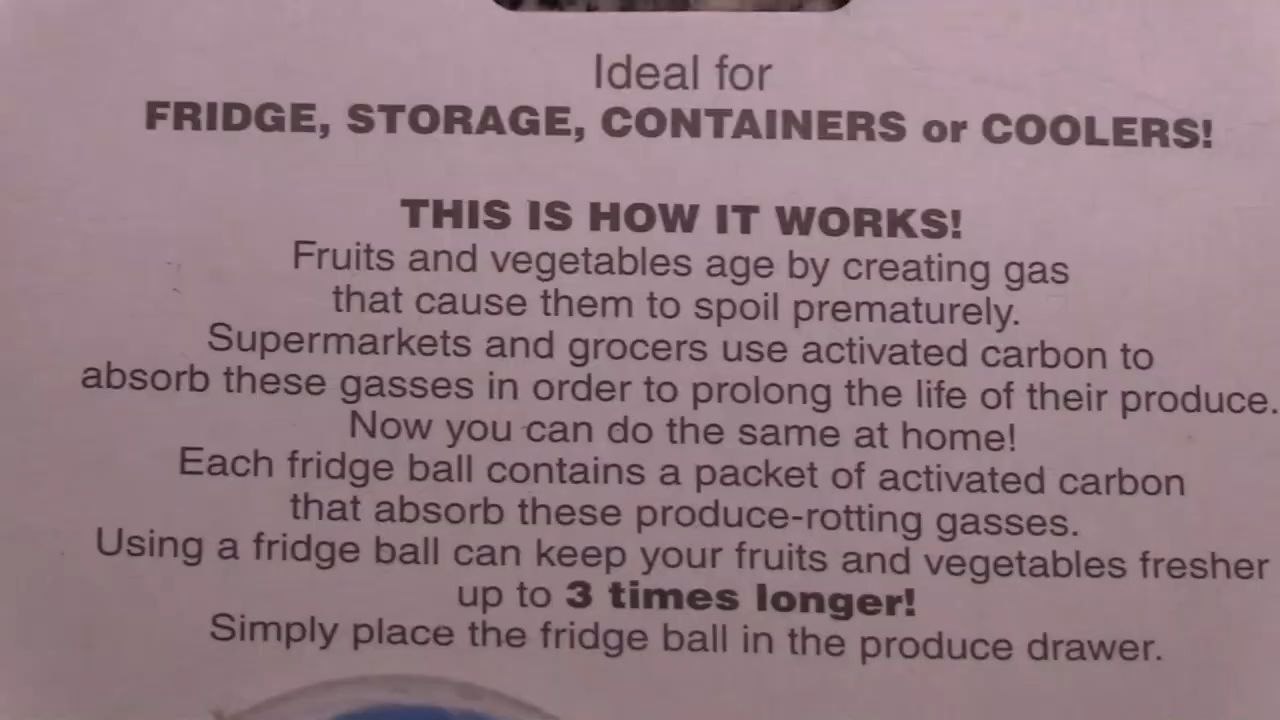 Ideal for
FRIDGE, STORAGE, CONTAINERS or COOLERS!
THIS IS HOW IT WORKS!
Fruits and vegetables age by creating gas
that cause them to spoil prematurely.
Supermarkets and grocers use activated carbon to
absorb these gasses in order to prolong the life of their produce.
Now you can do the same at home!
Each fridge ball contains a packet of activated carbon
that absorb these produce-rotting gasses.
Using a fridge ball can keep your fruits and vegetables fresher
up to 3 times longer!
Simply place the fridge ball in the produce drawer.